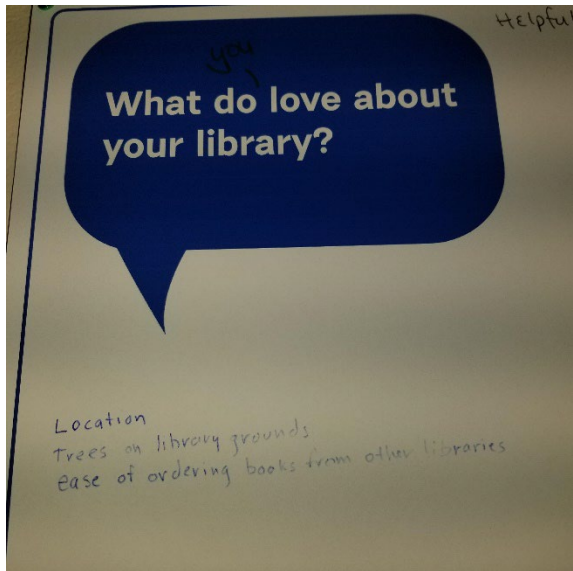 Helpful
you
What do love about
your library?
Location
Trees on library grounds
ease of ordering books from other libraries